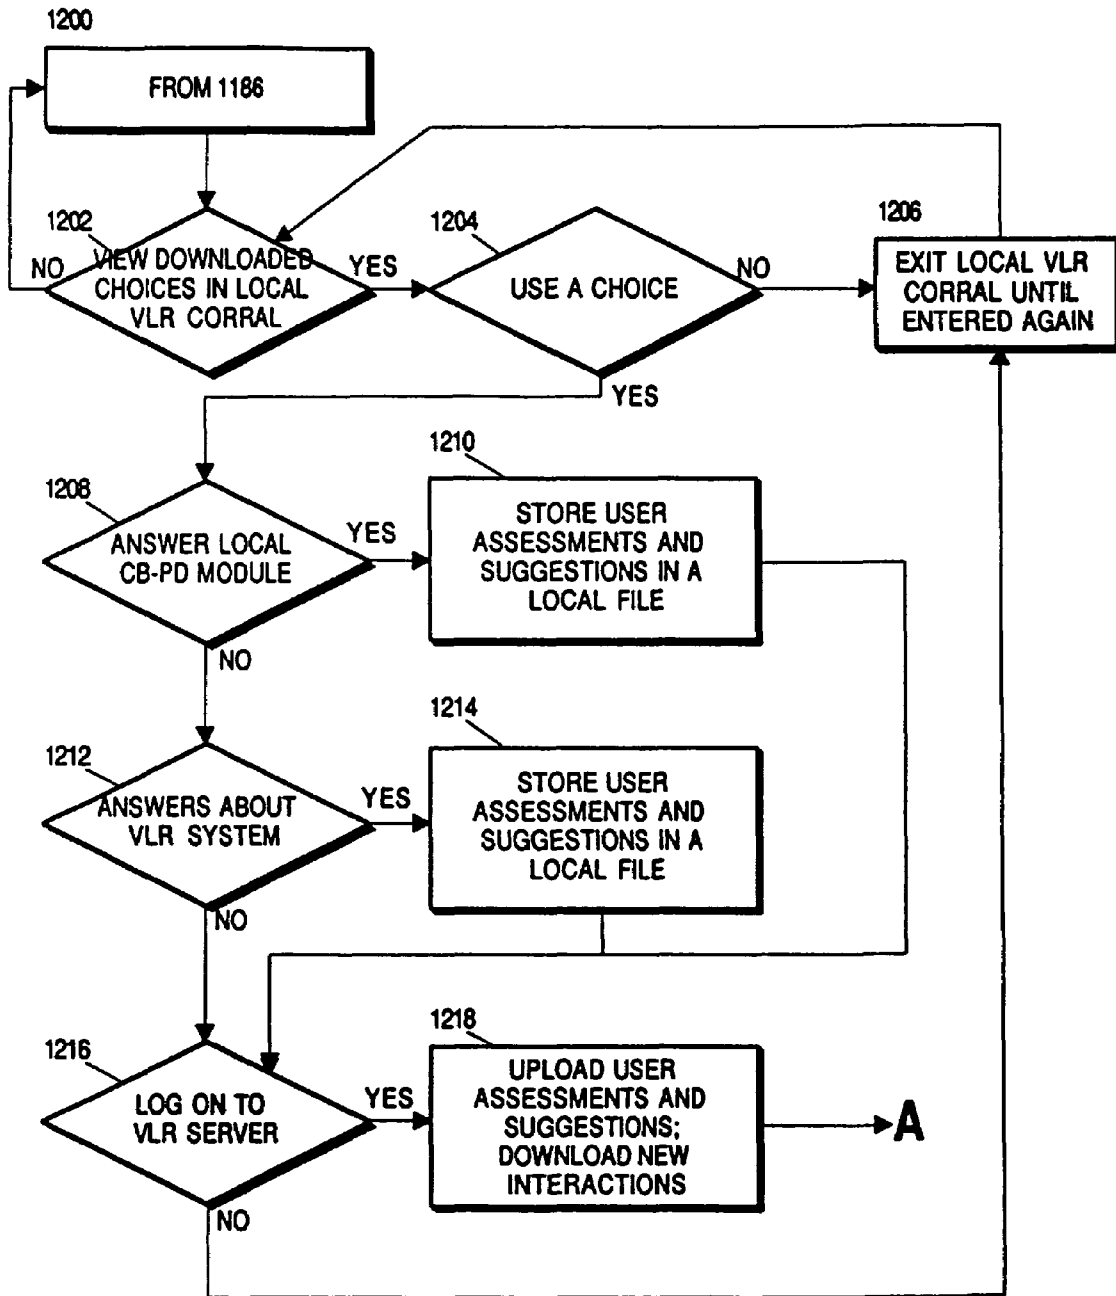 1200
FROM 1186
1202
VIEW DOWNLOADED
CHOICES IN LOCAL
VLR CORRAL
NO
YES
1204
USE A CHOICE
NO
YES
1206
EXIT LOCAL VLR
CORRAL UNTIL
ENTERED AGAIN
1208
ANSWER LOCAL
CB-PD MODULE
YES
NO
1210
STORE USER
ASSESSMENTS AND
SUGGESTIONS IN A
LOCAL FILE
1212
ANSWERS ABOUT
VLR SYSTEM
YES
NO
1214
STORE USER
ASSESSMENTS AND
SUGGESTIONS IN A
LOCAL FILE
1216
LOG ON TO
VLR SERVER
YES
NO
1218
UPLOAD USER
ASSESSMENTS AND
SUGGESTIONS;
DOWNLOAD NEW
INTERACTIONS
A